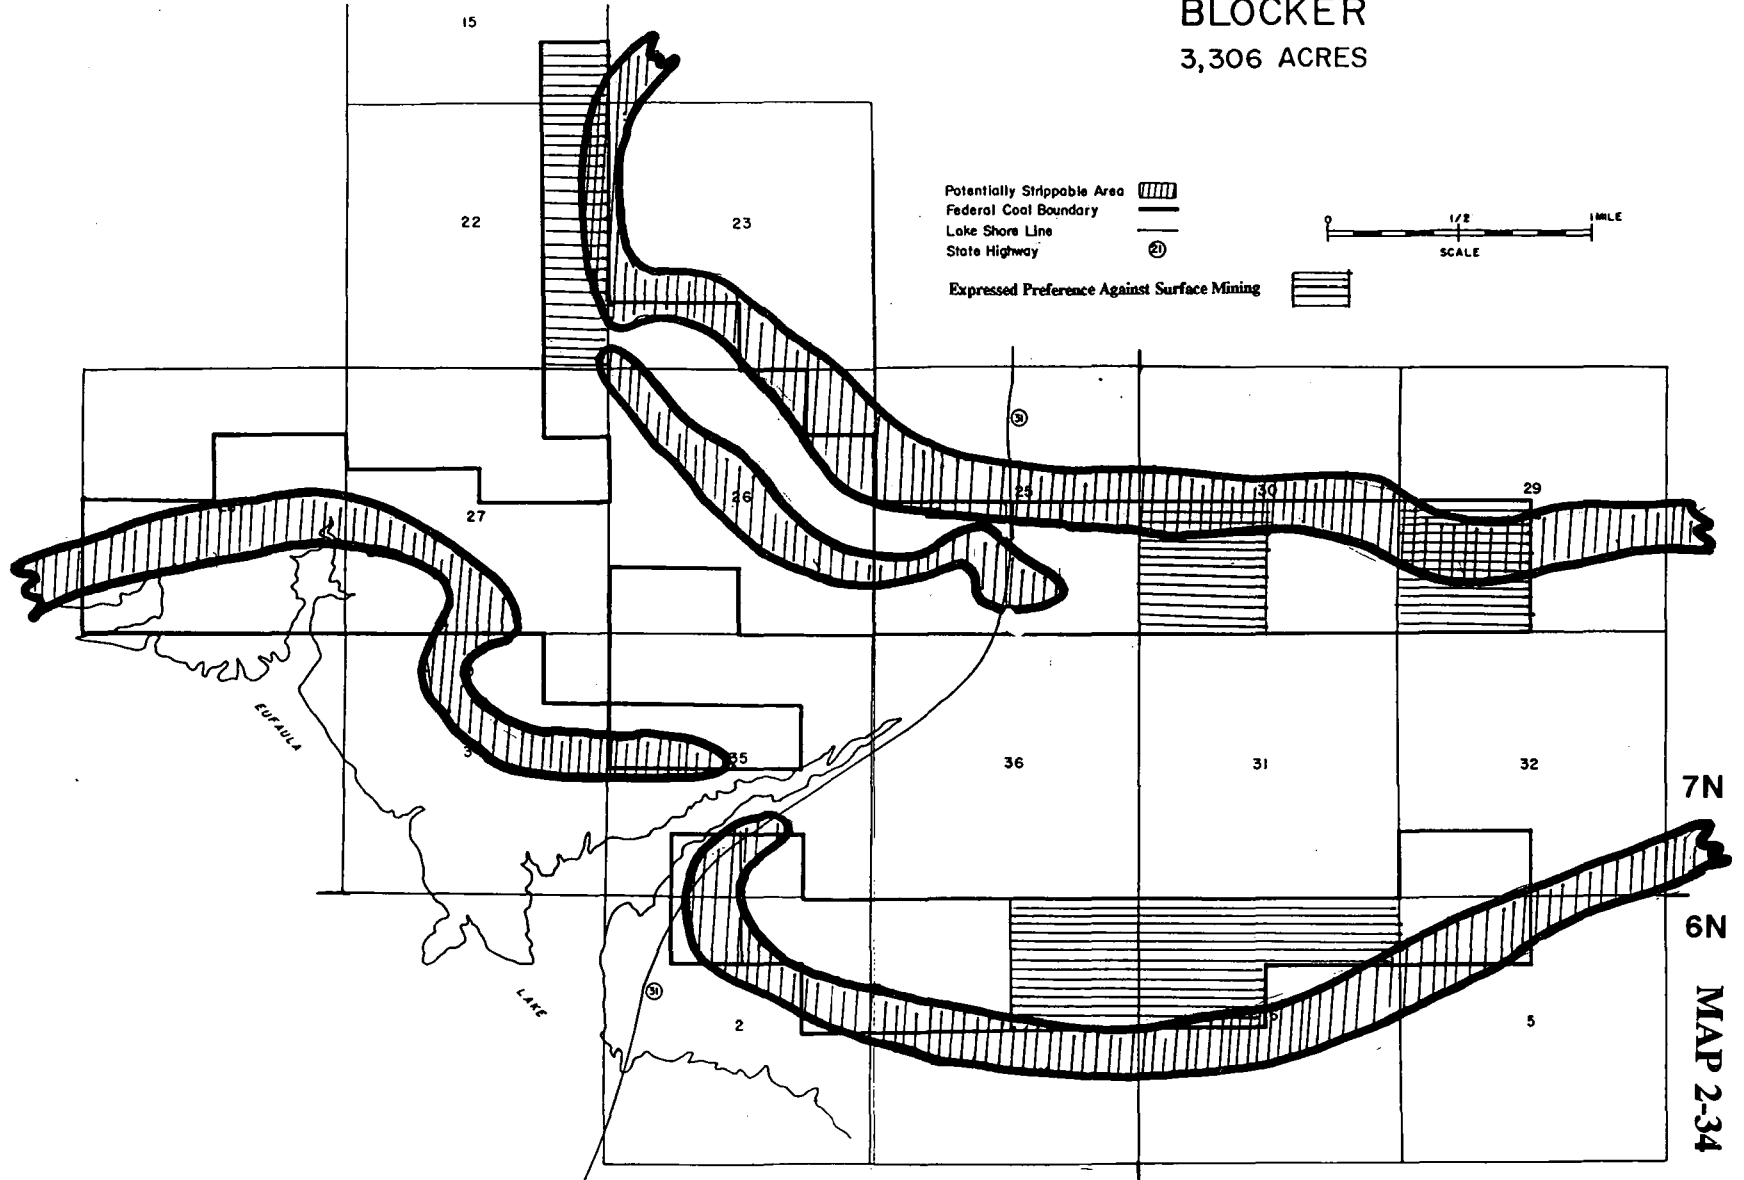 BLOCKER
3,306 ACRES
15
22
23
Potentially Strippable Area
Federal Coal Boundary
Lake Shore Line
State Highway 21
Expressed Preference Against Surface Mining
0 1/2 1 MILE
SCALE
31
27
26
25
30
29
EUFAULA
35
36
31
32
7N
6N
LAKE
31
2
5
MAP 2-34